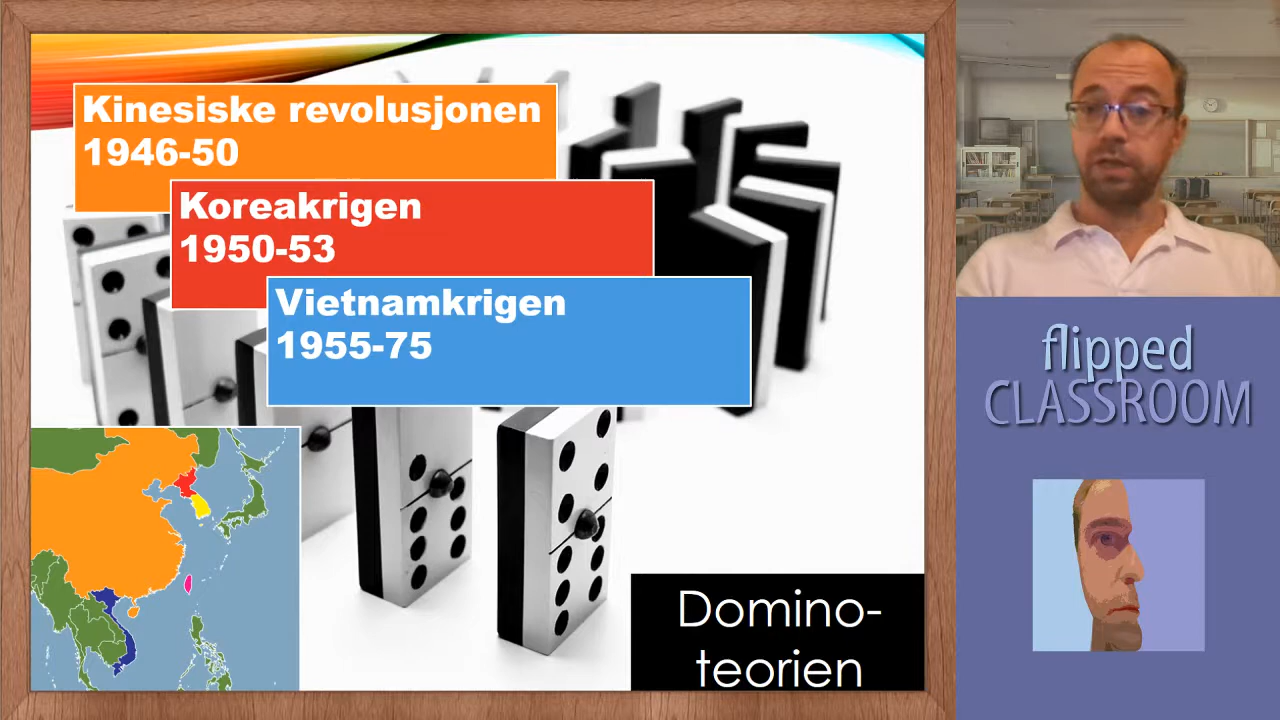 Kinesiske revolusjonen
1946-50
Koreakrigen
1950-53
Vietnamkrigen
1955-75
Domino-
teorien
flipped
CLASSROOM